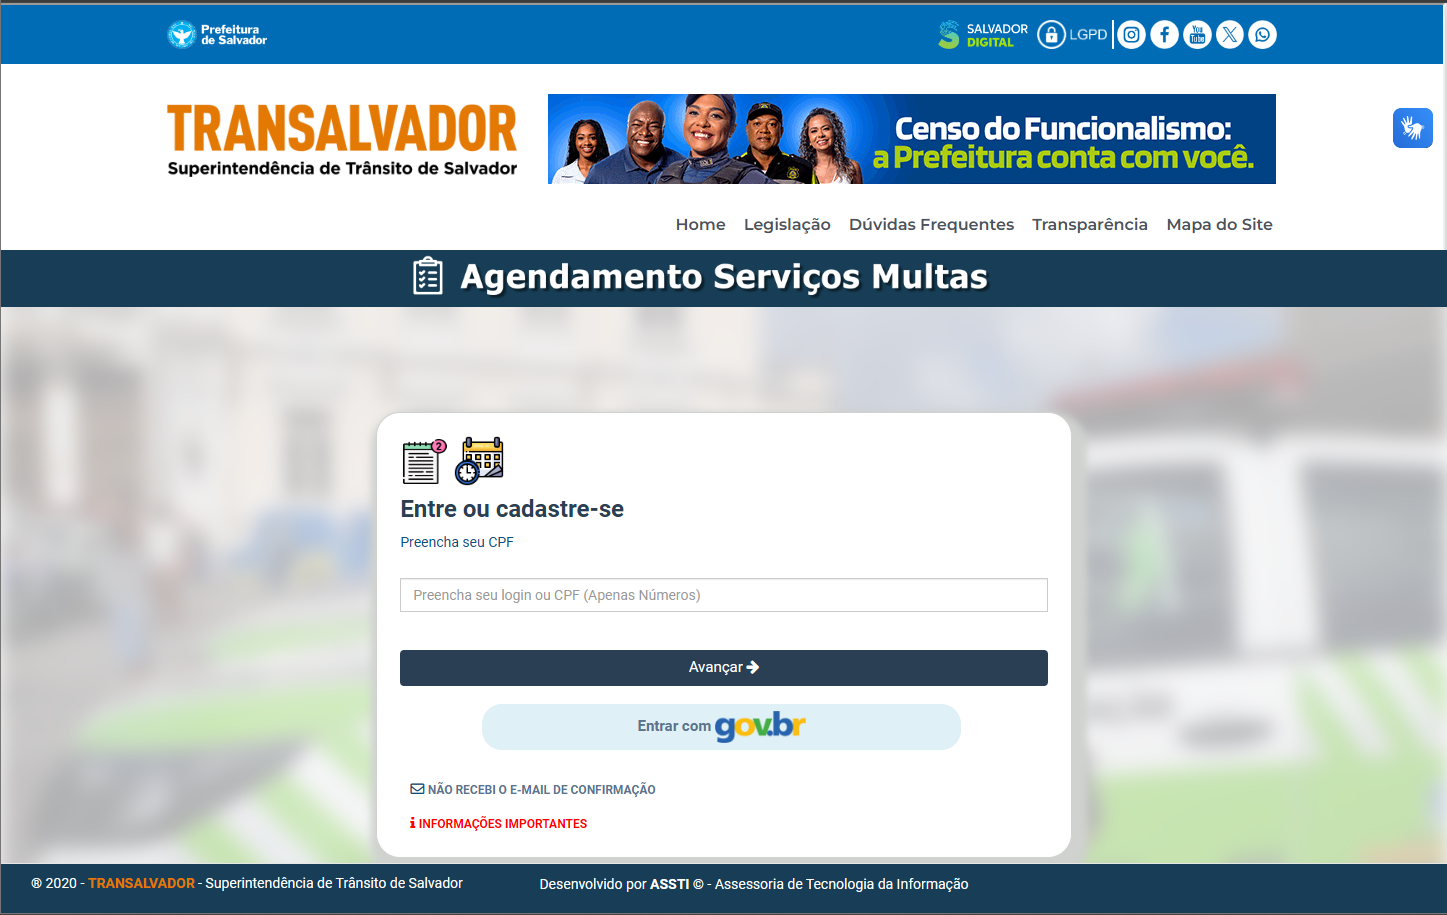 Prefeitura
de Salvador
SALVADOR
DIGITAL
LGPD
You
Tube
TRANSALVADOR
Superintendência de Trânsito de Salvador
Censo do Funcionalismo:
a Prefeitura conta com você.
Home Legislação Dúvidas Frequentes Transparência Mapa do Site
Agendamento Serviços Multas
2
Entre ou cadastre-se
Preencha seu CPF
Preencha seu login ou CPF (Apenas Números)
Avançar
Entrar com gov.br
NÃO RECEBI O E-MAIL DE CONFIRMAÇÃO
INFORMAÇÕES IMPORTANTES
® 2020 - TRANSALVADOR - Superintendência de Trânsito de Salvador
Desenvolvido por ASSTI © - Assessoria de Tecnologia da Informação